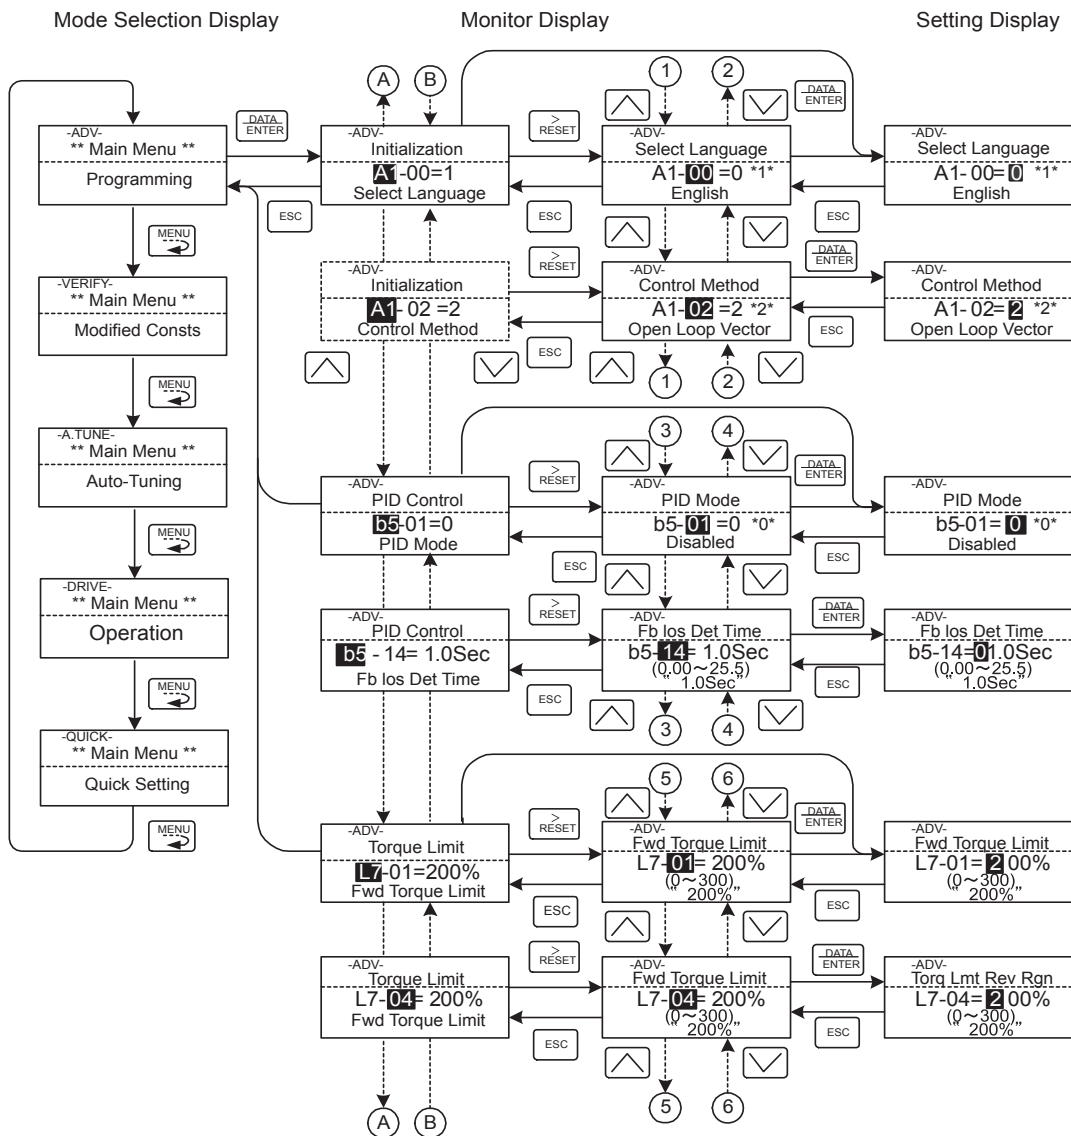 Mode Selection Display
Monitor Display
Setting Display
A
B
1
2
-ADV-
** Main Menu **
Programming
DATA
ENTER
-ADV-
Initialization
A1-00=1
Select Language
>
RESET
-ADV-
Select Language
A1-00=0 *1*
English
DATA
ENTER
-ADV-
Select Language
A1-00=0 *1*
English
ESC
ESC
ESC
MENU
-VERIFY-
** Main Menu **
Modified Consts
-ADV-
Initialization
A1-02=2
Control Method
>
RESET
-ADV-
Control Method
A1-02=2 *2*
Open Loop Vector
DATA
ENTER
-ADV-
Control Method
A1-02=2 *2*
Open Loop Vector
ESC
ESC
1
2
MENU
-A.TUNE-
** Main Menu **
Auto-Tuning
3
4
-ADV-
PID Control
b5-01=0
PID Mode
>
RESET
-ADV-
PID Mode
b5-01=0 *0*
Disabled
DATA
ENTER
-ADV-
PID Mode
b5-01=0 *0*
Disabled
ESC
ESC
MENU
-DRIVE-
** Main Menu **
Operation
-ADV-
PID Control
b5-14= 1.0Sec
Fb los Det Time
>
RESET
-ADV-
Fb los Det Time
b5-14= 1.0Sec
(0.00~25.5)
"1.0Sec"
DATA
ENTER
-ADV-
Fb los Det Time
b5-14=01.0Sec
(0.00~25.5)
"1.0Sec"
ESC
ESC
3
4
MENU
-QUICK-
** Main Menu **
Quick Setting
MENU
5
6
-ADV-
Torque Limit
L7-01=200%
Fwd Torque Limit
>
RESET
-ADV-
Fwd Torque Limit
L7-01=200%
(0~300)
"200%"
DATA
ENTER
-ADV-
Fwd Torque Limit
L7-01=200%
(0~300)
"200%"
ESC
ESC
-ADV-
Torque Limit
L7-04=200%
Fwd Torque Limit
>
RESET
-ADV-
Fwd Torque Limit
L7-04=200%
(0~300)
"200%"
DATA
ENTER
-ADV-
Torq Lmt Rev Rgn
L7-04=200%
(0~300)
"200%"
ESC
ESC
A
B
5
6